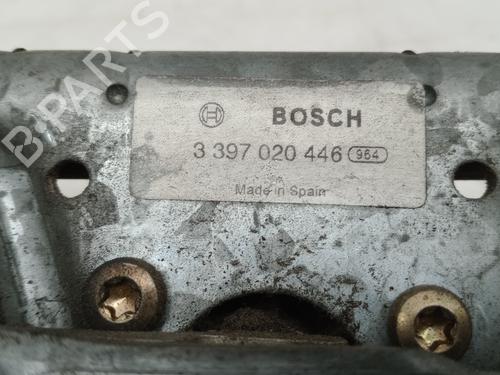 B-PARTS
BOSCH
3 397 020 446 964
Made in Spain